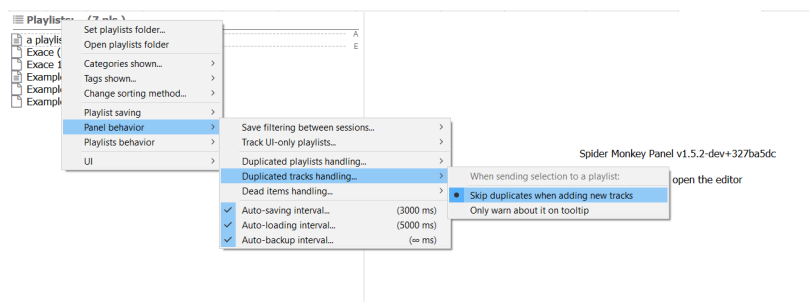 Playlists: (7 pls.)
A
a playlis
E
Exace (
Exace 1
Example
Example
Example
Set playlists folder...
Open playlists folder
Categories shown...
Tags shown...
Change sorting method...
Playlist saving
Panel behavior
Playlists behavior
UI
Save filtering between sessions...
Track UI-only playlists...
Duplicated playlists handling...
Duplicated tracks handling...
Dead items handling...
Auto-saving interval... (3000 ms)
Auto-loading interval... (5000 ms)
Auto-backup interval... (∞ ms)
When sending selection to a playlist:
Skip duplicates when adding new tracks
Only warn about it on tooltip
Spider Monkey Panel v1.5.2-dev+327ba5dc
open the editor